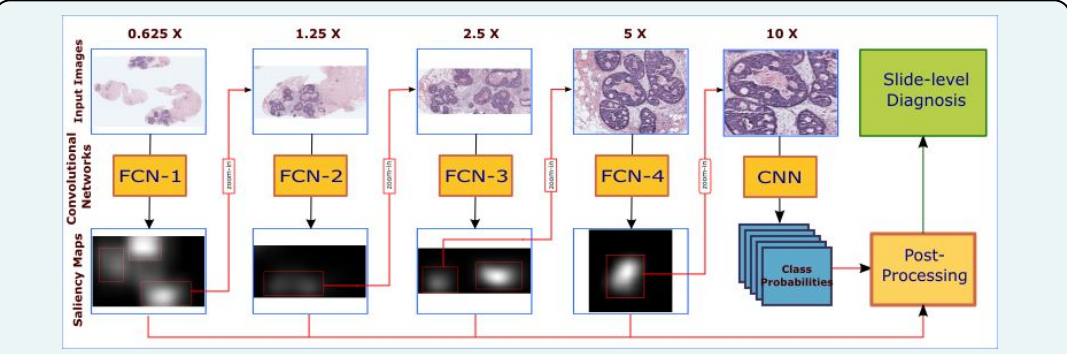 0.625 X
1.25 X
2.5 X
5 X
10 X
Input Images
Slide-level
Diagnosis
Convolutional
Networks
FCN-1
zoom-in
FCN-2
zoom-in
FCN-3
zoom-in
FCN-4
zoom-in
CNN
Saliency Maps
Class
Probabilities
Post-
Processing